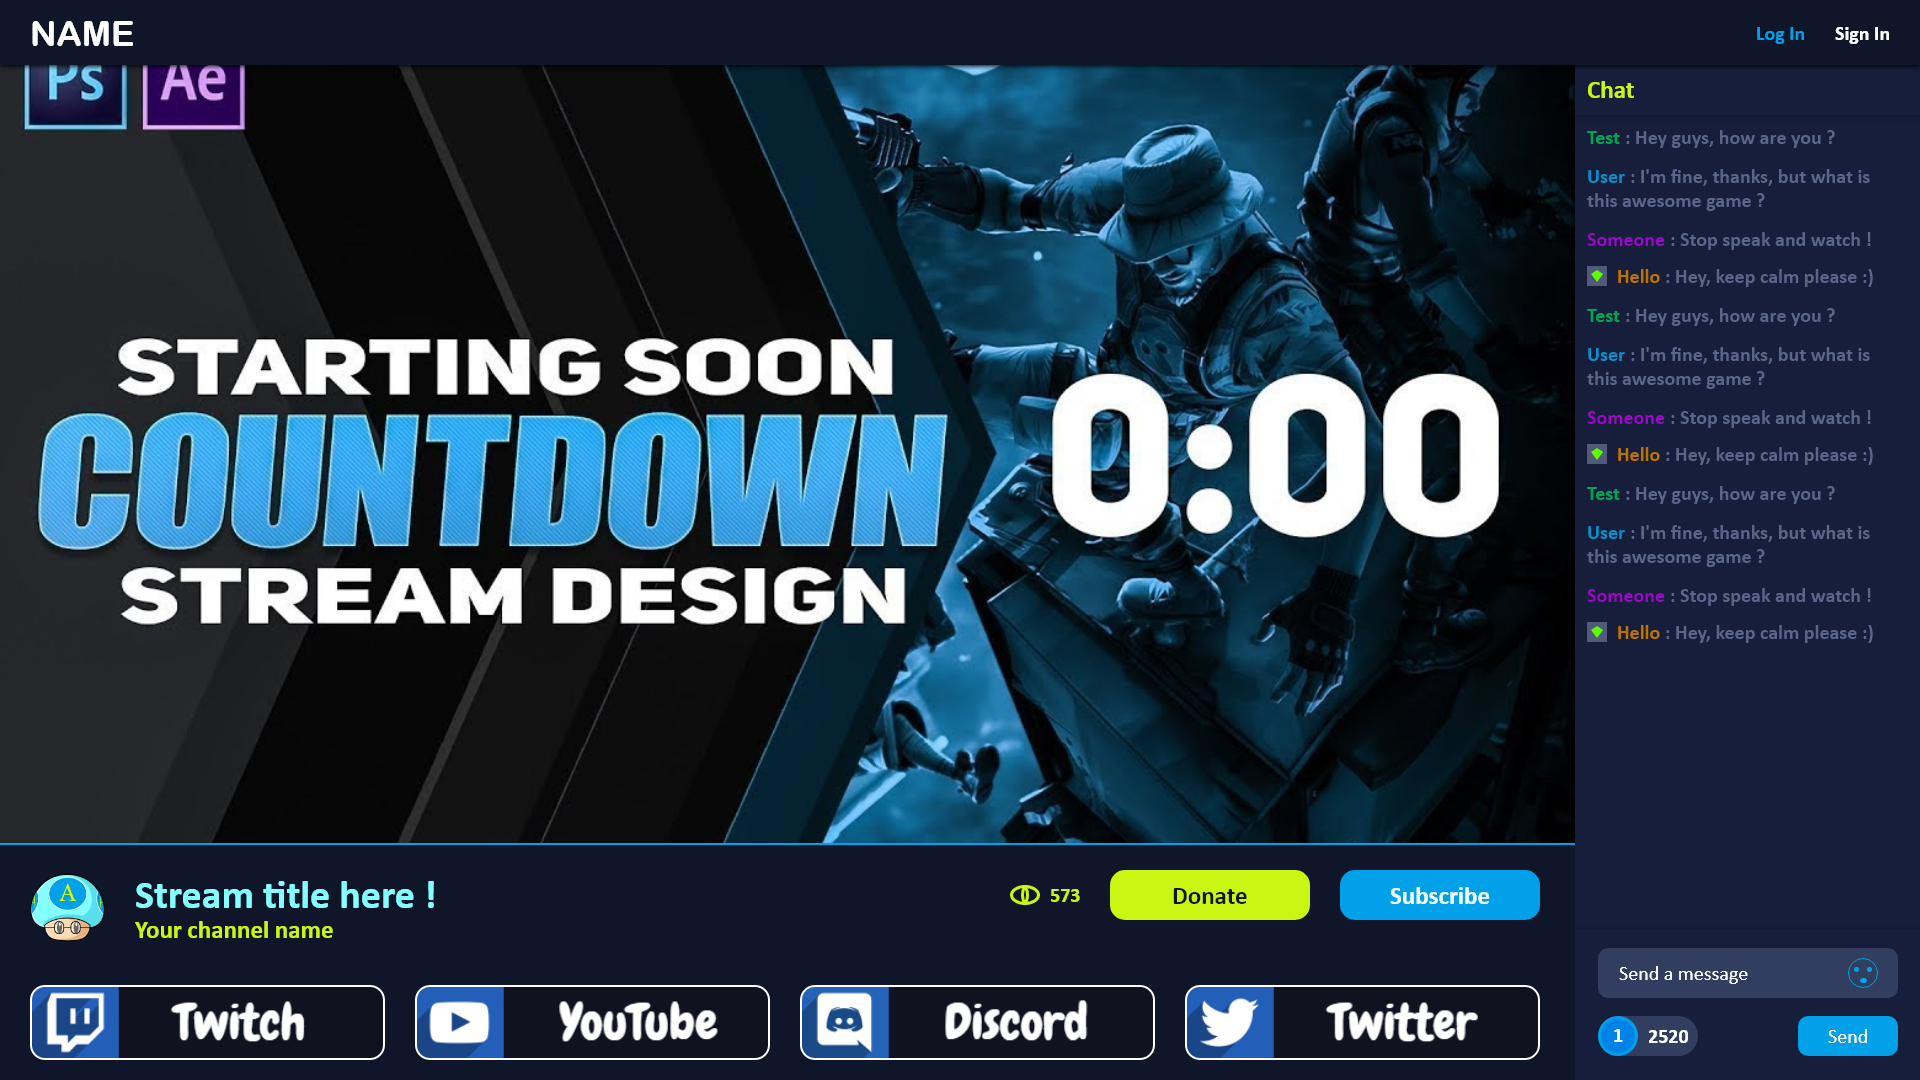 NAME
Log In
Sign In
Ps
Ae
STARTING SOON
COUNTDOWN
STREAM DESIGN
0:00
Chat
Test : Hey guys, how are you ?
User : I'm fine, thanks, but what is
this awesome game ?
Someone : Stop speak and watch !
Hello : Hey, keep calm please :)
Test : Hey guys, how are you ?
User : I'm fine, thanks, but what is
this awesome game ?
Someone : Stop speak and watch !
Hello : Hey, keep calm please :)
Test : Hey guys, how are you ?
User : I'm fine, thanks, but what is
this awesome game ?
Someone : Stop speak and watch !
Hello : Hey, keep calm please :)
A
Stream title here !
Your channel name
573
Donate
Subscribe
Twitch
YouTube
Discord
Twitter
Send a message
1
2520
Send